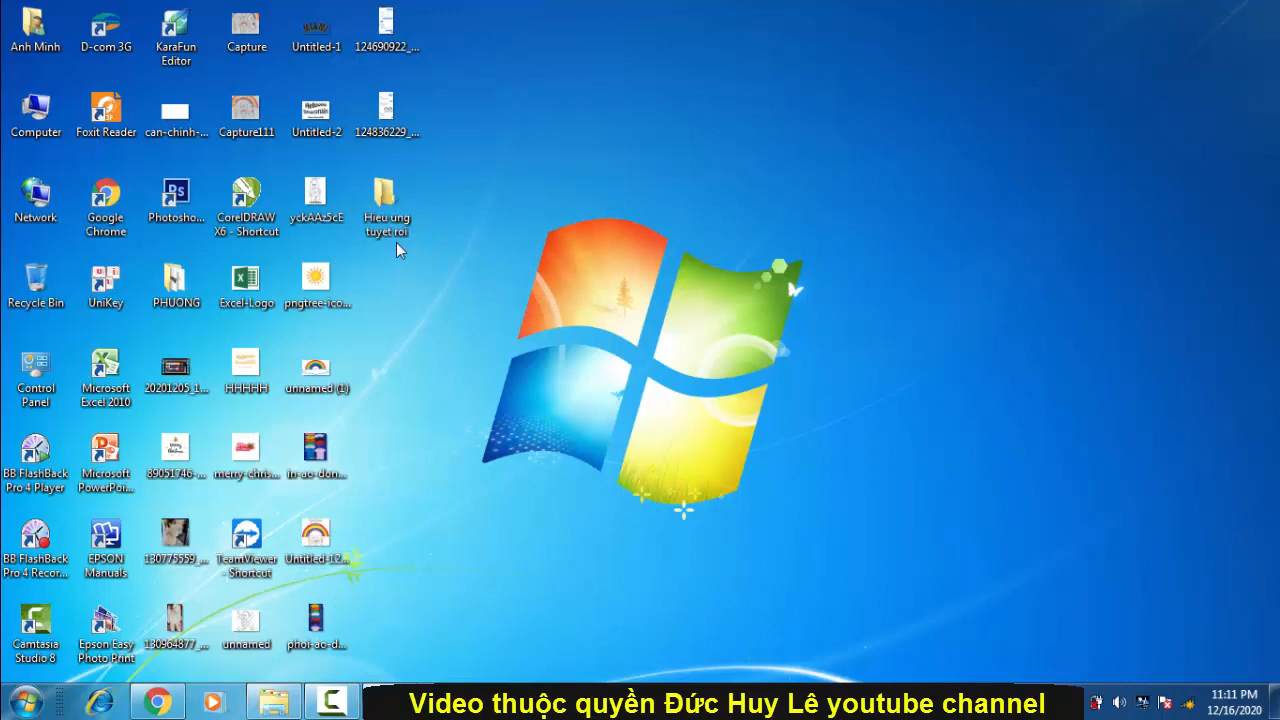 Anh Minh
D-com 3G
KaraFun
Editor
Capture
Untitled-1
124690922_...
Computer
Foxit Reader
can-chinh-...
Capture111
Untitled-2
124836229_...
Network
Google
Chrome
Photosho...
CorelDRAW
X6 - Shortcut
yckAAz5cE
Hieu ung
tuyet roi
Recycle Bin
UniKey
PHUONG
Excel-Logo
pngtree-ico...
Control
Panel
Microsoft
Excel 2010
20201205_1...
HHHHH
unnamed (1)
BB FlashBack
Pro 4 Player
Microsoft
PowerPoi...
89051746-...
merry-chris...
in-ao-don...
BB FlashBack
Pro 4 Recor...
EPSON
Manuals
130775559_...
TeamViewer
- Shortcut
Untitled-12...
Camtasia
Studio 8
Epson Easy
Photo Print
130964877_...
unnamed
phoi-ao-d...
Video thuộc quyền Đức Huy Lê youtube channel
11:11 PM
12/16/2020